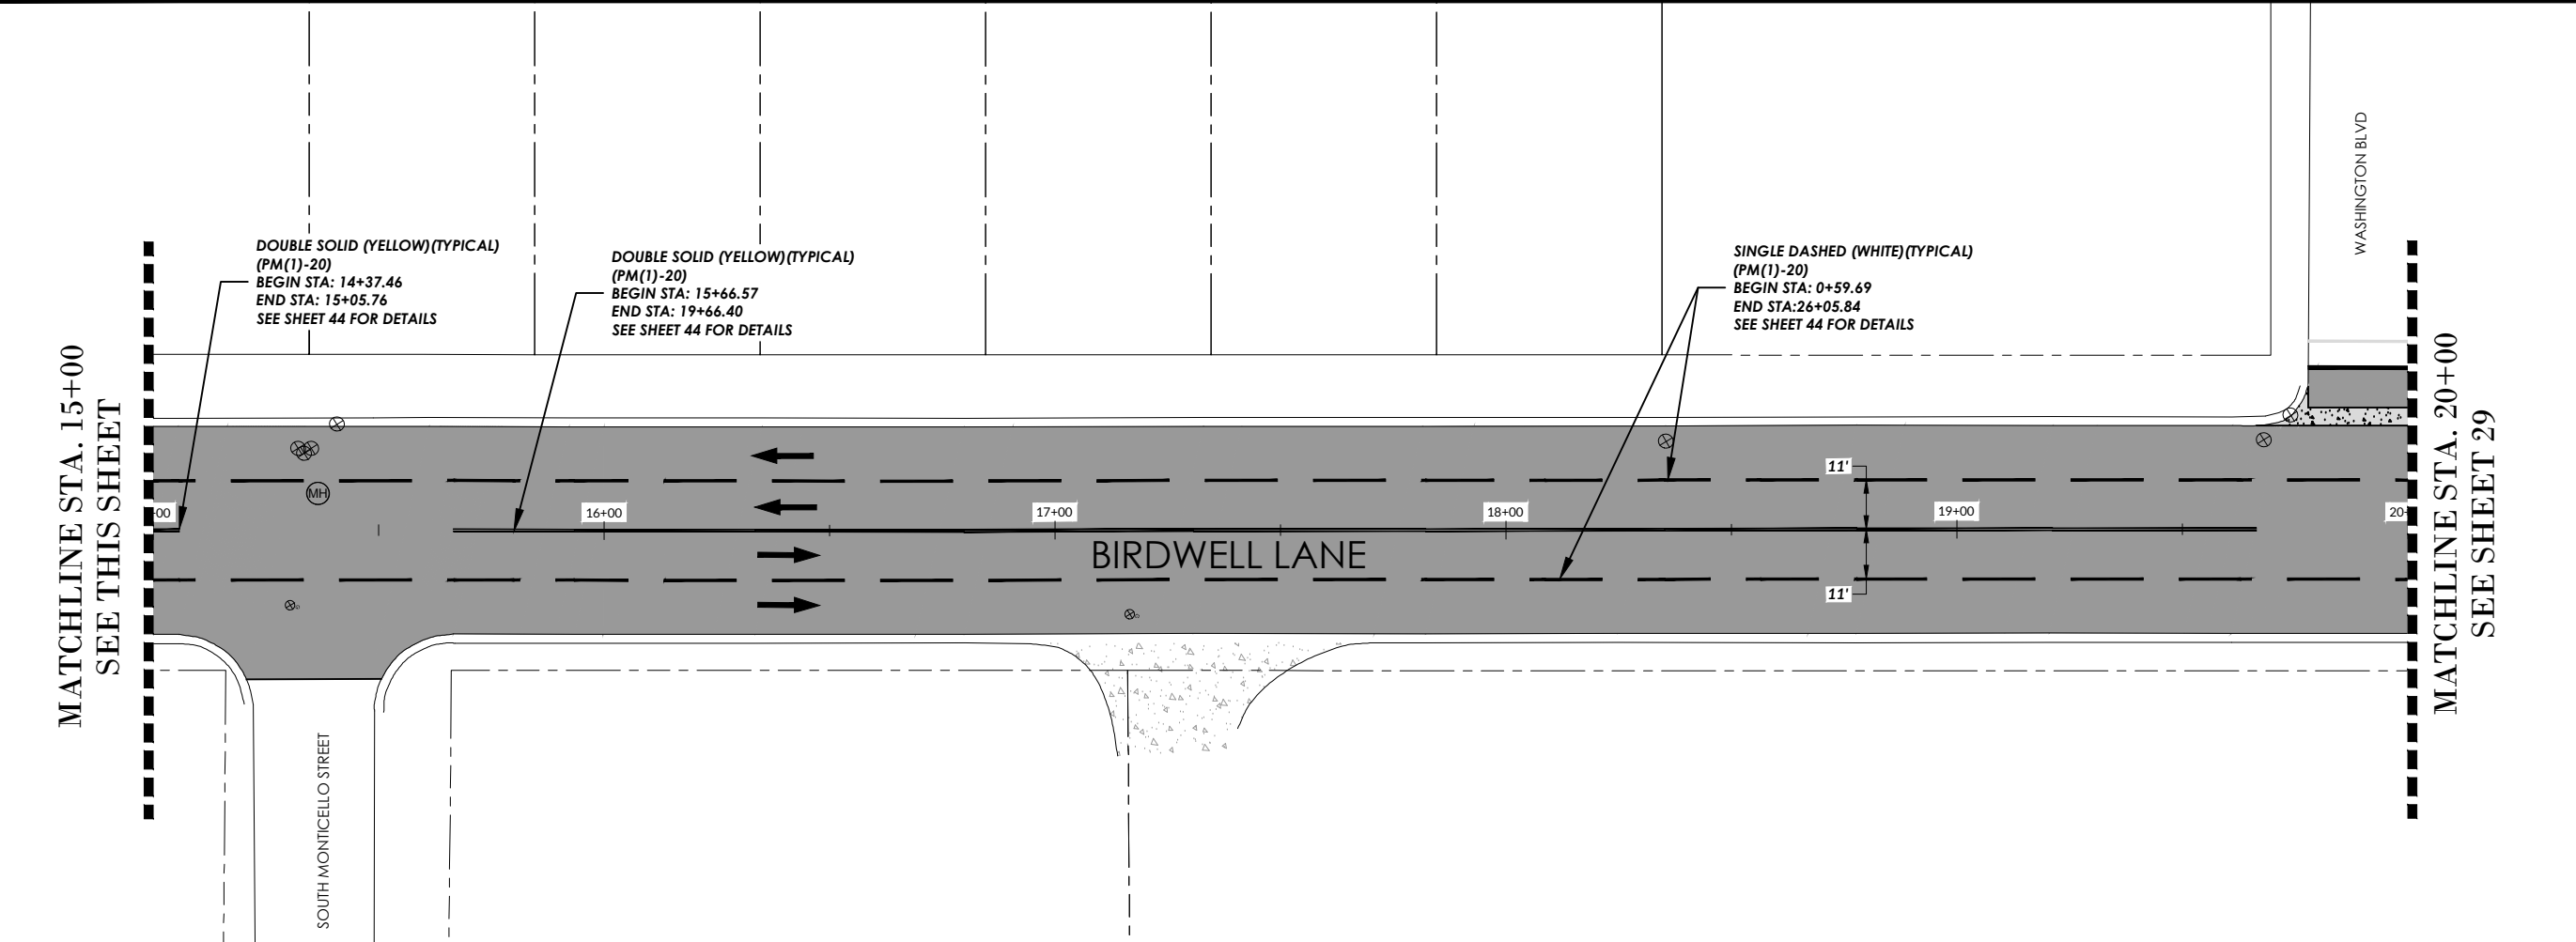 MATCHLINE STA. 15+00
SEE THIS SHEET
DOUBLE SOLID (YELLOW)(TYPICAL)
(PM(1)-20)
BEGIN STA: 14+37.46
END STA: 15+05.76
SEE SHEET 44 FOR DETAILS
DOUBLE SOLID (YELLOW)(TYPICAL)
(PM(1)-20)
BEGIN STA: 15+66.57
END STA: 19+66.40
SEE SHEET 44 FOR DETAILS
SINGLE DASHED (WHITE)(TYPICAL)
(PM(1)-20)
BEGIN STA: 0+59.69
END STA:26+05.84
SEE SHEET 44 FOR DETAILS
WASHINGTON BLVD
MH
11'
+00
16+00
17+00
18+00
19+00
20+
BIRDWELL LANE
11'
SOUTH MONTICELLO STREET
MATCHLINE STA. 20+00
SEE SHEET 29